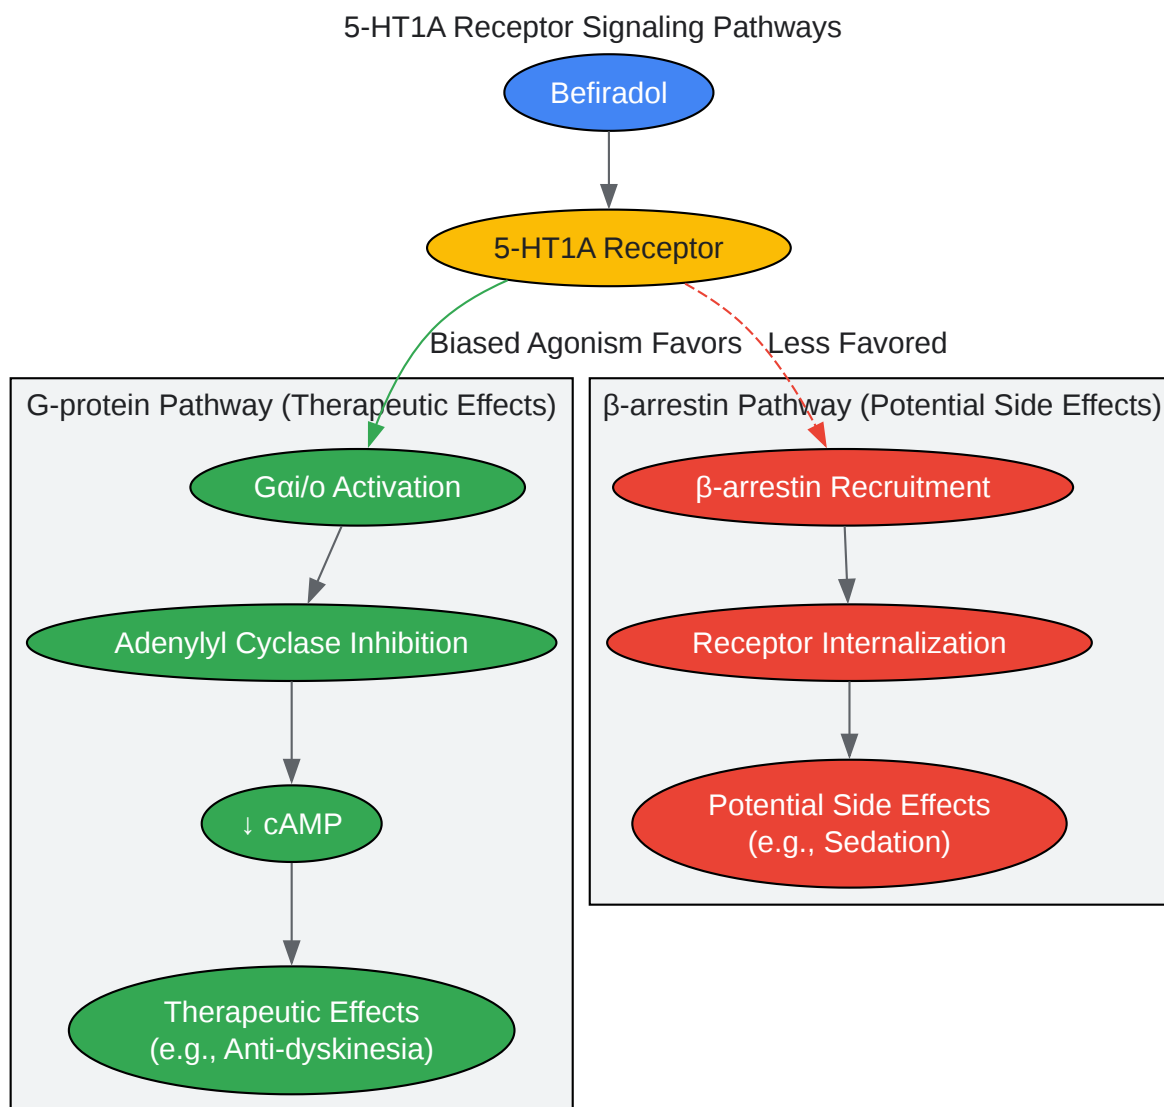 5-HT1A Receptor Signaling Pathways
Befiradol
5-HT1A Receptor
Biased Agonism Favors
Less Favored
G-protein Pathway (Therapeutic Effects)
Gαi/o Activation
Adenylyl Cyclase Inhibition
↓ cAMP
Therapeutic Effects
(e.g., Anti-dyskinesia)
β-arrestin Pathway (Potential Side Effects)
β-arrestin Recruitment
Receptor Internalization
Potential Side Effects
(e.g., Sedation)